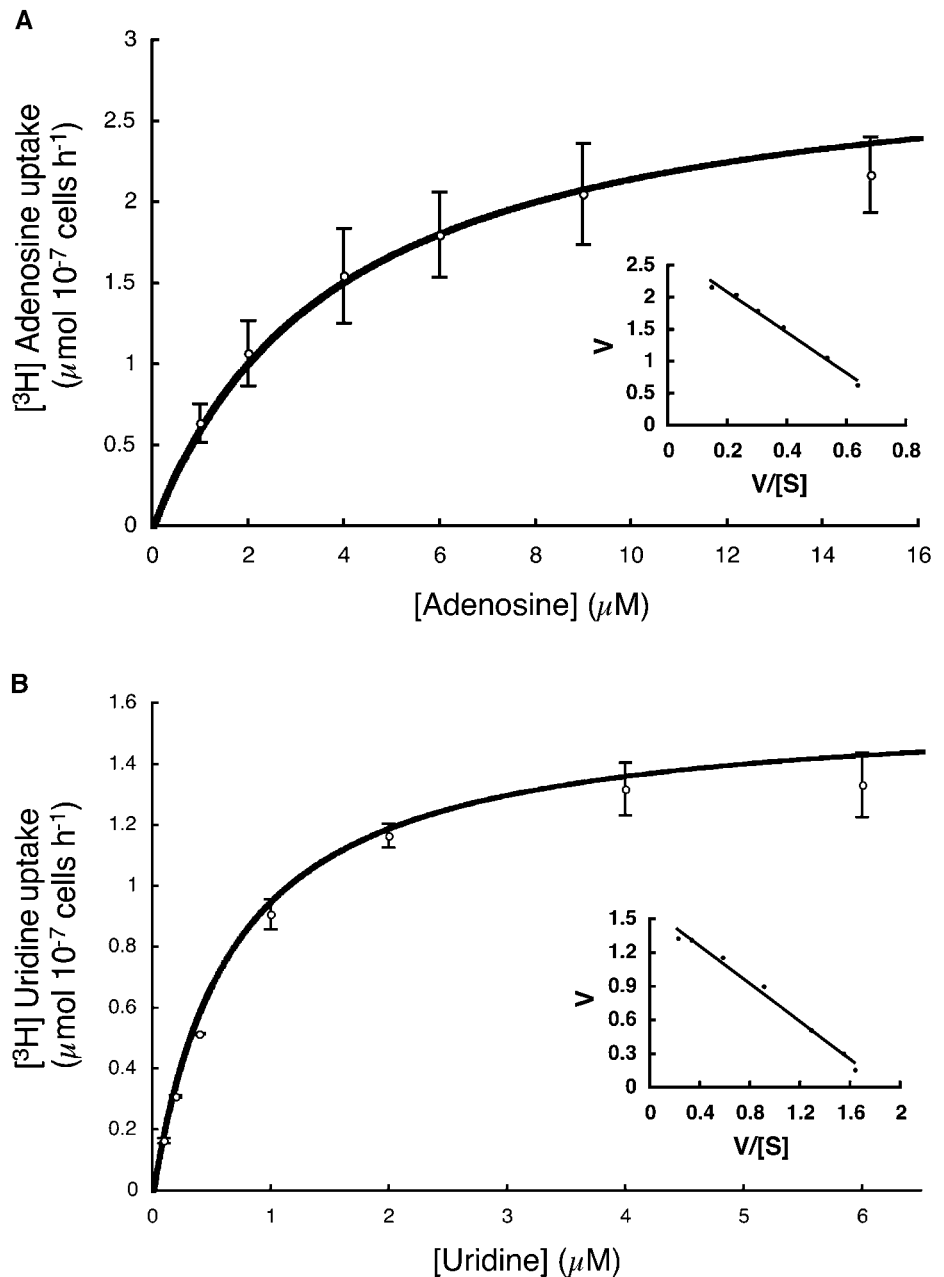 A
[³H] Adenosine uptake
(μmol 10⁻⁷ cells h⁻¹)
3
2.5
2
1.5
1
0.5
0
0 2 4 6 8 10 12 14 16
[Adenosine] (μM)
V
2.5
2
1.5
1
0.5
0
0 0.2 0.4 0.6 0.8
V/[S]
B
[³H] Uridine uptake
(μmol 10⁻⁷ cells h⁻¹)
1.6
1.4
1.2
1
0.8
0.6
0.4
0.2
0
0 1 2 3 4 5 6
[Uridine] (μM)
V
1.5
1.2
0.9
0.6
0.3
0
0 0.4 0.8 1.2 1.6 2
V/[S]